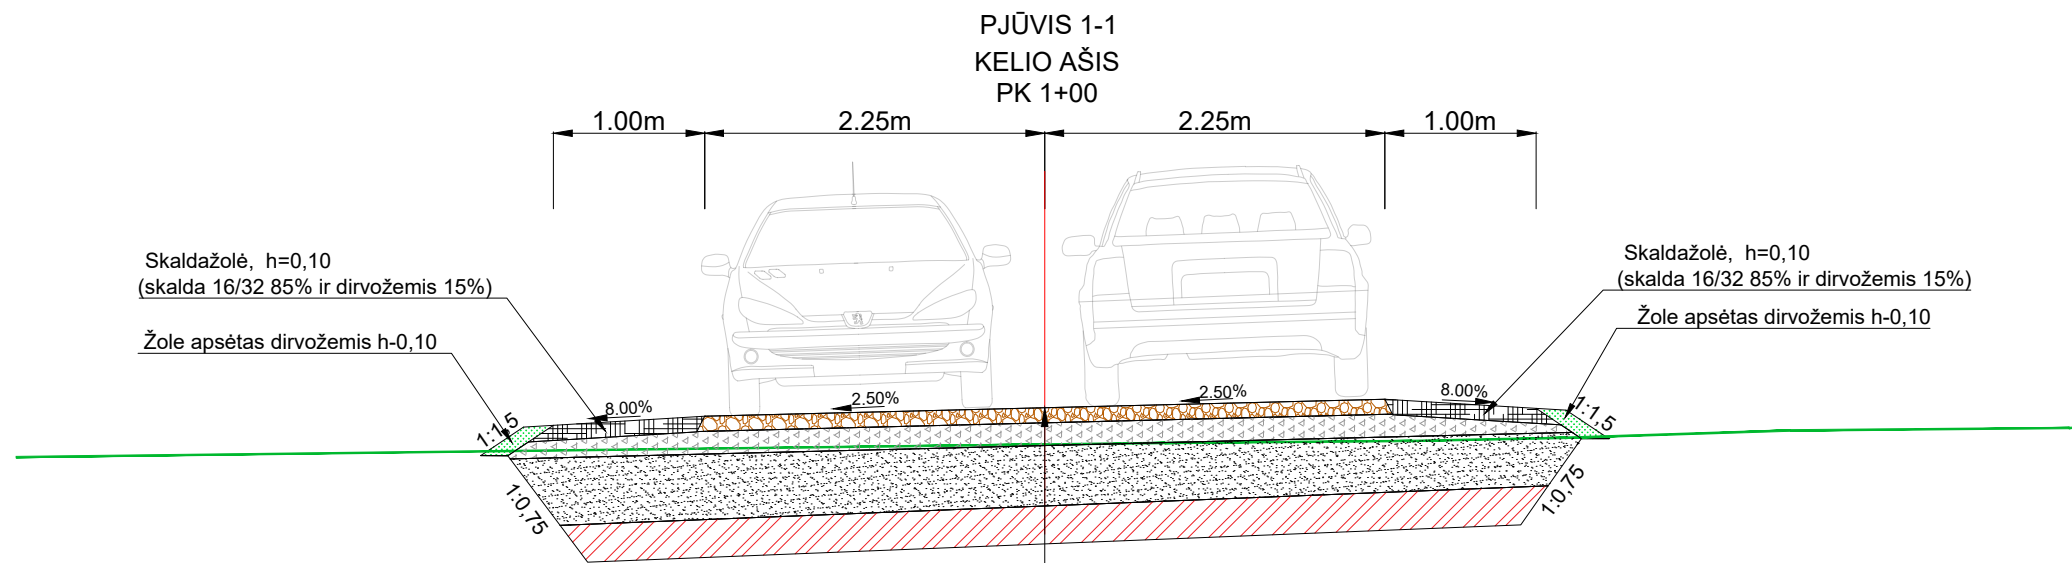 PJŪVIS 1-1
KELIO AŠIS
PK 1+00
1.00m
2.25m
2.25m
1.00m
Skaldažolė, h=0,10
(skalda 16/32 85% ir dirvožemis 15%)
Žole apsėtas dirvožemis h-0,10
Skaldažolė, h=0,10
(skalda 16/32 85% ir dirvožemis 15%)
Žole apsėtas dirvožemis h-0,10
1:1,5
8.00%
2.50%
2.50%
8.00%
1:1,5
1:0,75
1:0,75